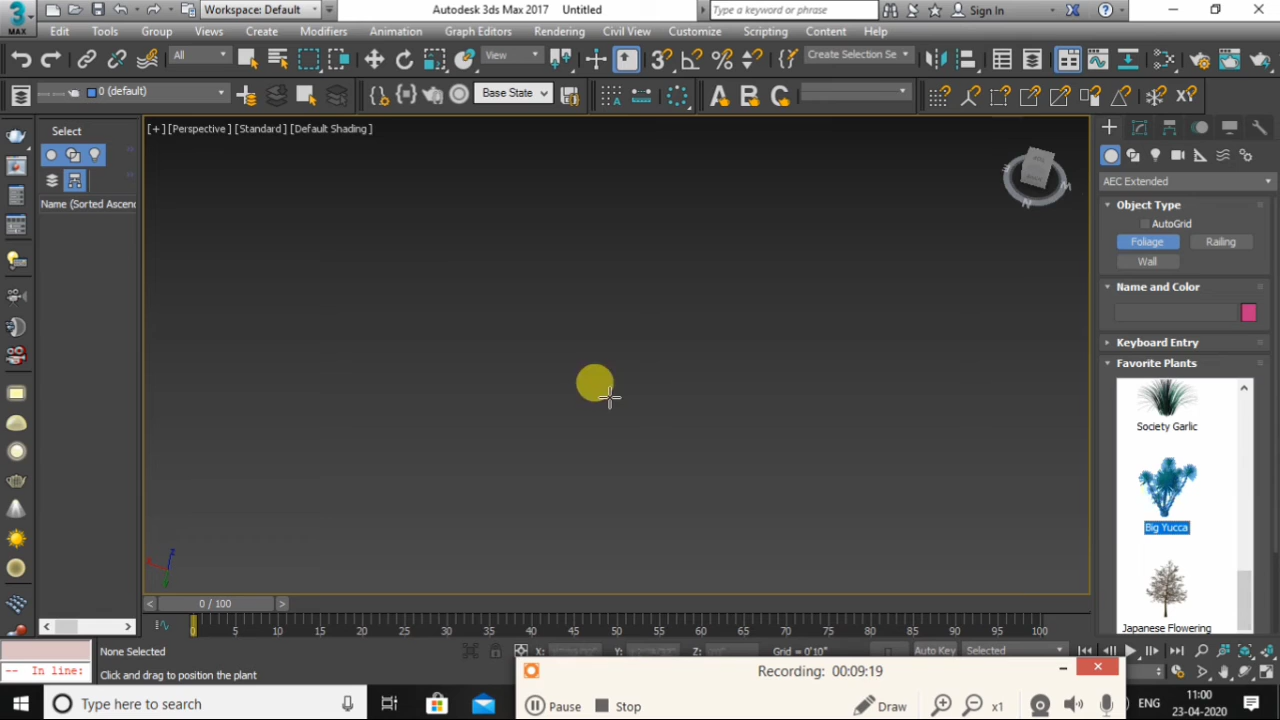 3
MAX
Workspace: Default
Autodesk 3ds Max 2017 Untitled
Type a keyword or phrase
Sign In
Edit Tools Group Views Create Modifiers Animation Graph Editors Rendering Civil View Customize Scripting Content Help
All
View
3
Create Selection Se
0 (default)
Base State
A B C
XY
Select
Name (Sorted Ascend
[+] [Perspective] [Standard] [Default Shading]
AEC Extended
Object Type
AutoGrid
Foliage Railing
Wall
Name and Color
Keyboard Entry
Favorite Plants
Society Garlic
Big Yucca
Japanese Flowering
0 / 100
0 5 10 15 20 25 30 35 40 45 50 55 60 65 70 75 80 85 90 95 100
None Selected
X: Y: Z: Grid = 0'10" Auto Key Selected
-- In line:
Click and drag to position the plant
Recording: 00:09:19
Pause Stop Draw x1
Type here to search
ENG
11:00
23-04-2020